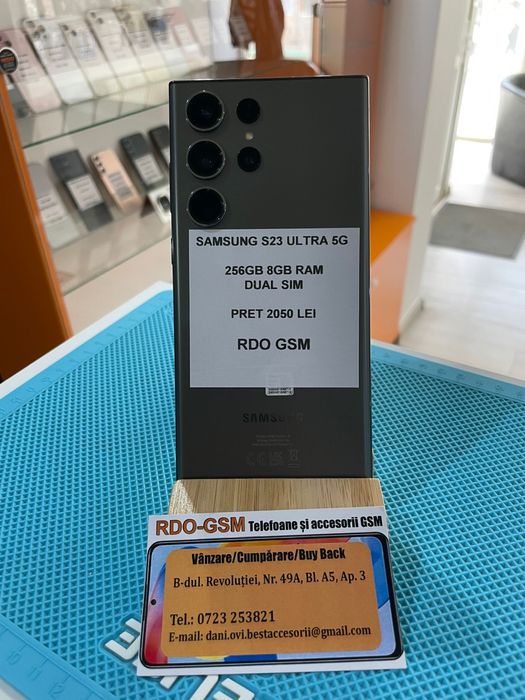 SAMSUNG S23 ULTRA 5G
256GB 8GB RAM
DUAL SIM
PRET 2050 LEI
RDO GSM
SAMSUNG
RDO-GSM Telefoane și accesorii GSM
Vânzare/Cumpărare/Buy Back
B-dul. Revoluției, Nr. 49A, Bl. A5, Ap. 3
Tel.: 0723 253821
E-mail: dani.ovi.bestaccesorii@gmail.com